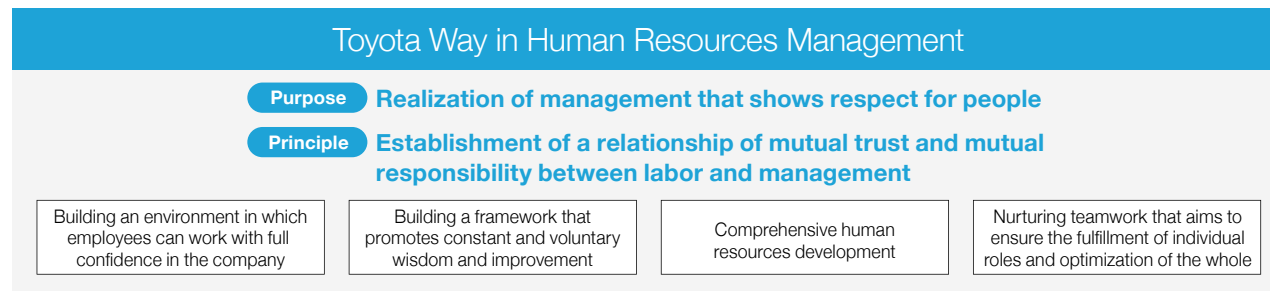 Toyota Way in Human Resources Management
Purpose Realization of management that shows respect for people
Principle Establishment of a relationship of mutual trust and mutual
responsibility between labor and management
Building an environment in which
employees can work with full
confidence in the company
Building a framework that
promotes constant and voluntary
wisdom and improvement
Comprehensive human
resources development
Nurturing teamwork that aims to
ensure the fulfillment of individual
roles and optimization of the whole